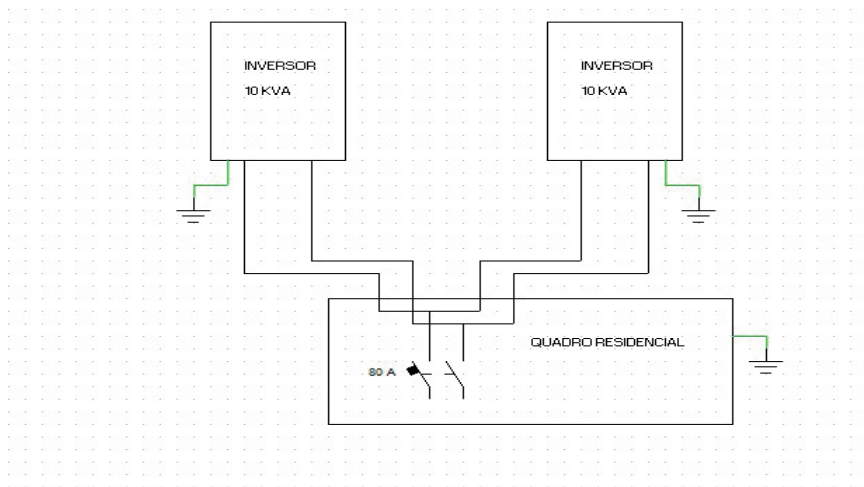 INVERSOR
10 KVA
INVERSOR
10 KVA
QUADRO RESIDENCIAL
80 A